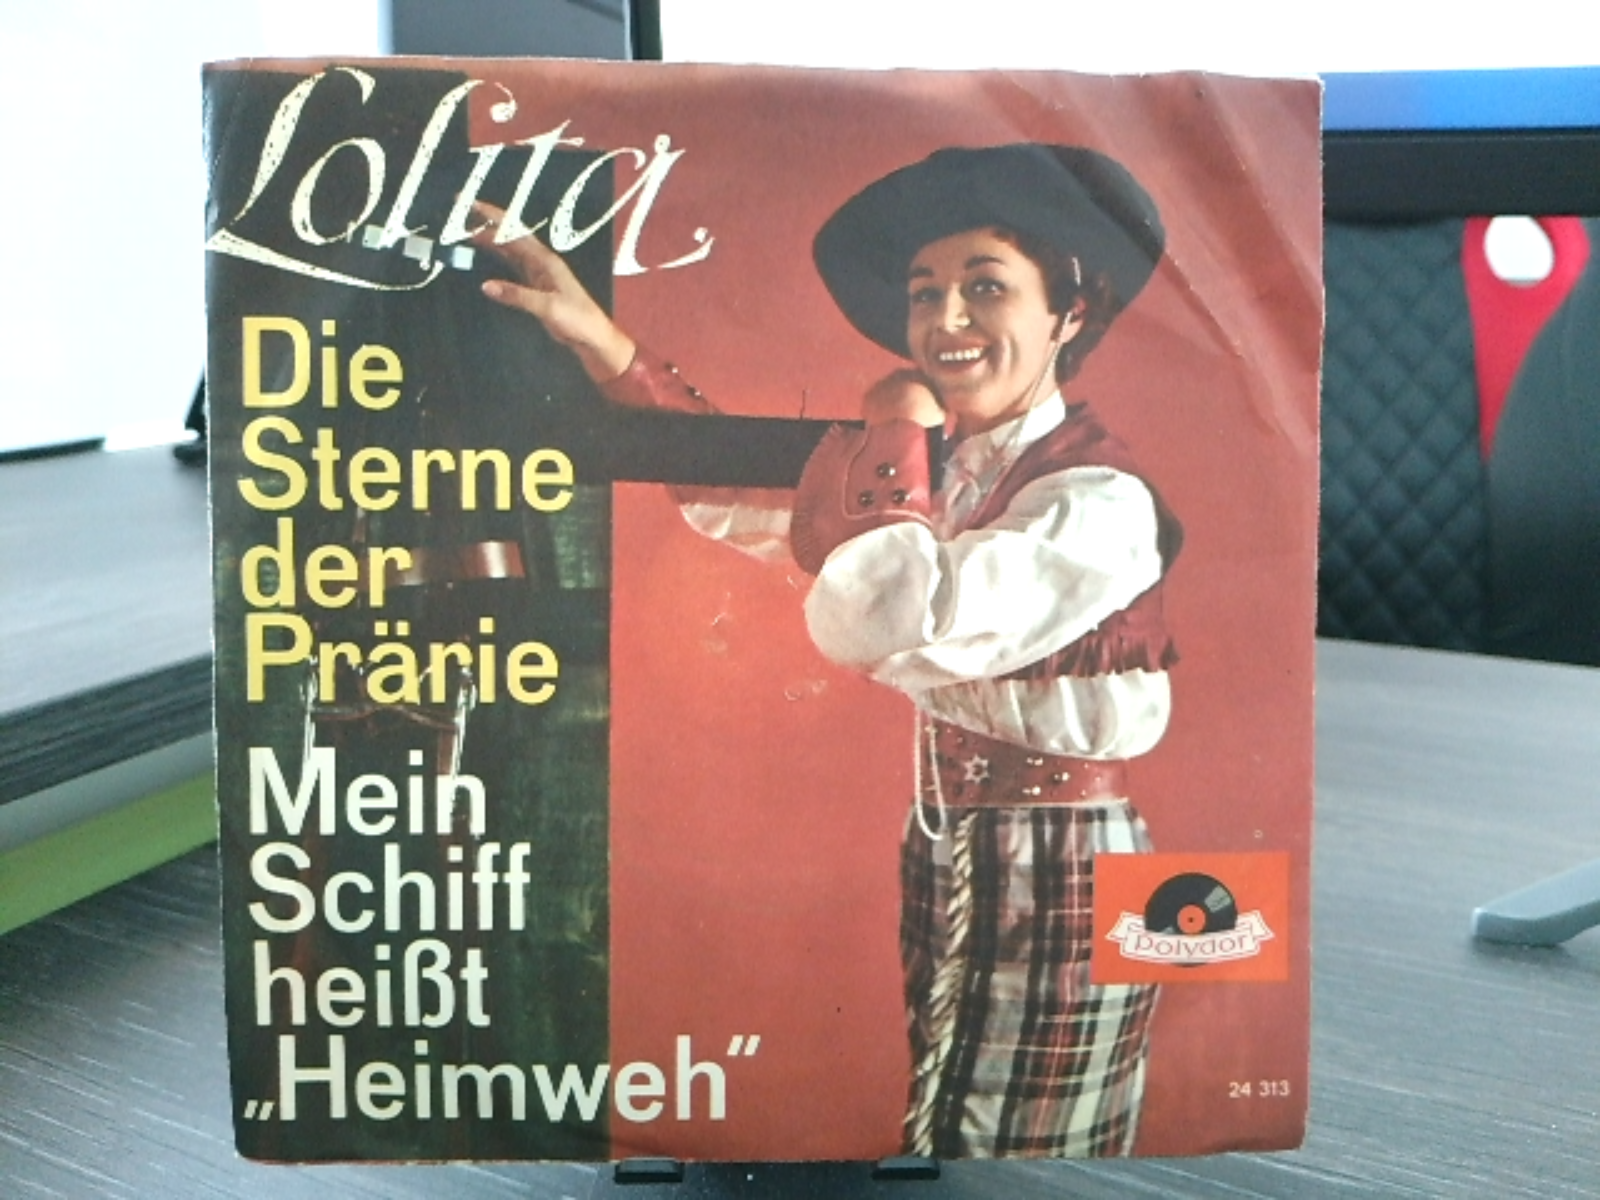 Lolita
Die
Sterne
der
Prärie
Mein
Schiff
heißt
„Heimweh“
polydor
24 313